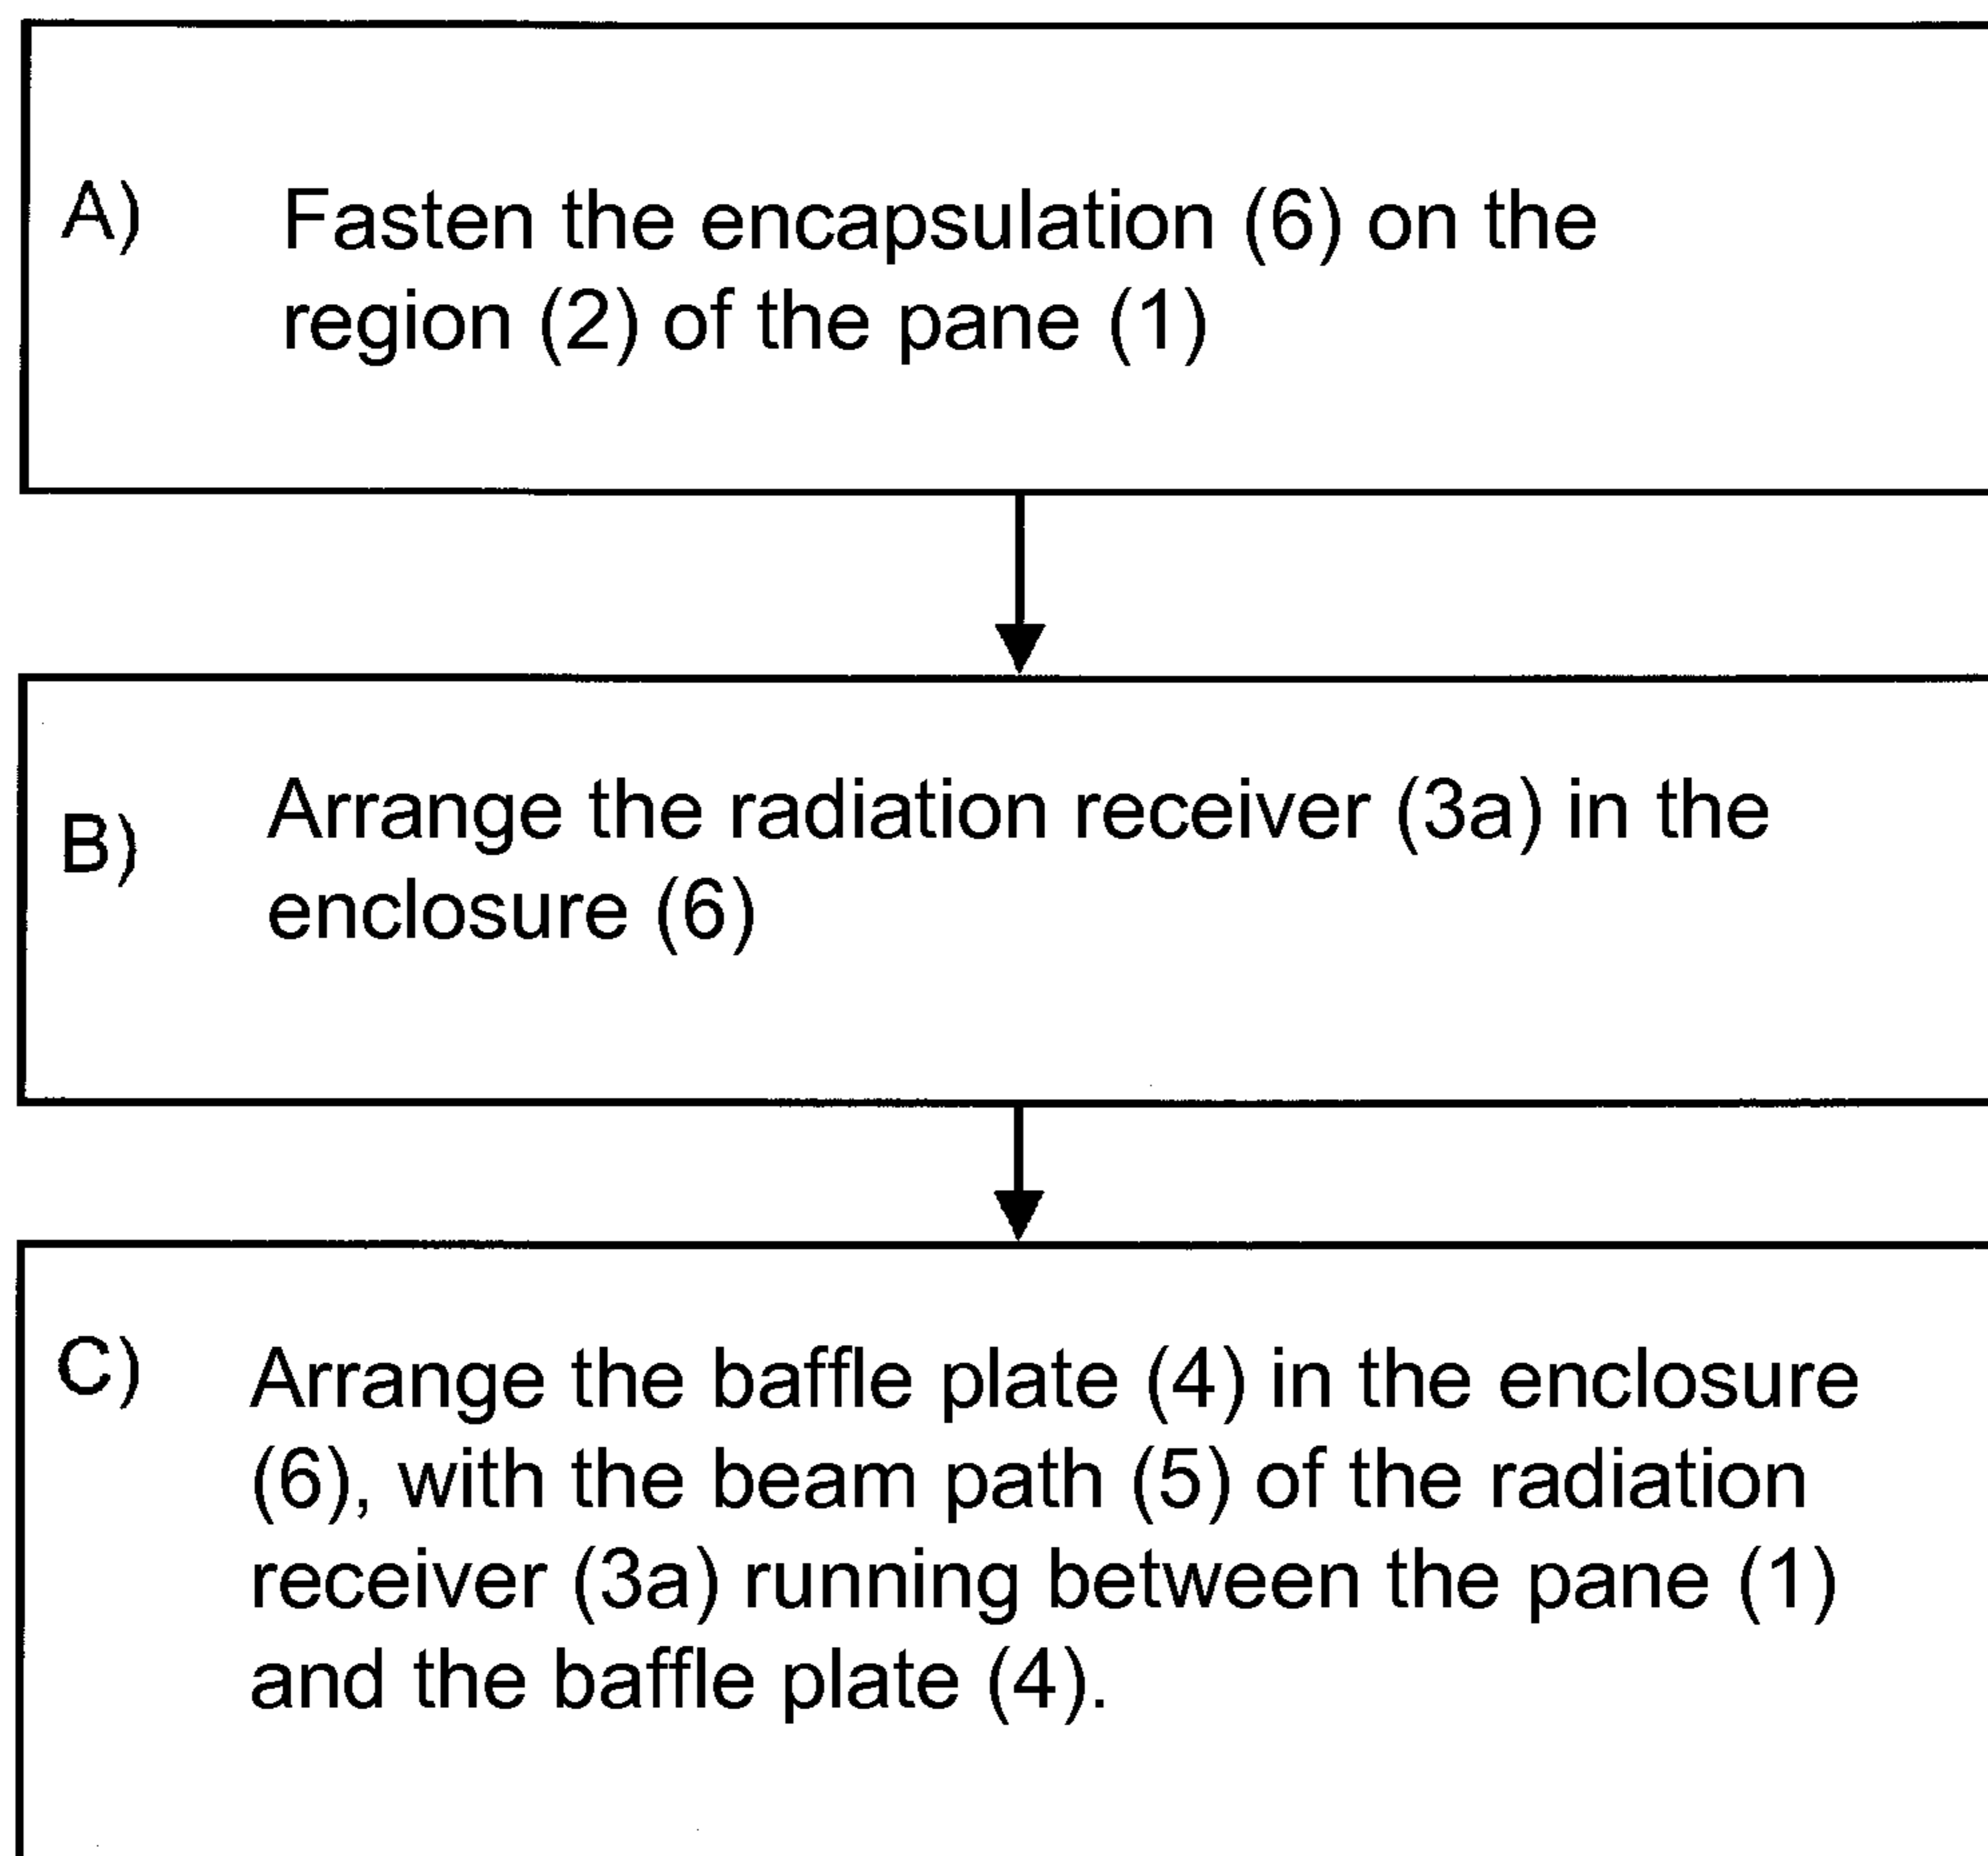 A) Fasten the encapsulation (6) on the
region (2) of the pane (1)
B) Arrange the radiation receiver (3a) in the
enclosure (6)
C) Arrange the baffle plate (4) in the enclosure
(6), with the beam path (5) of the radiation
receiver (3a) running between the pane (1)
and the baffle plate (4).